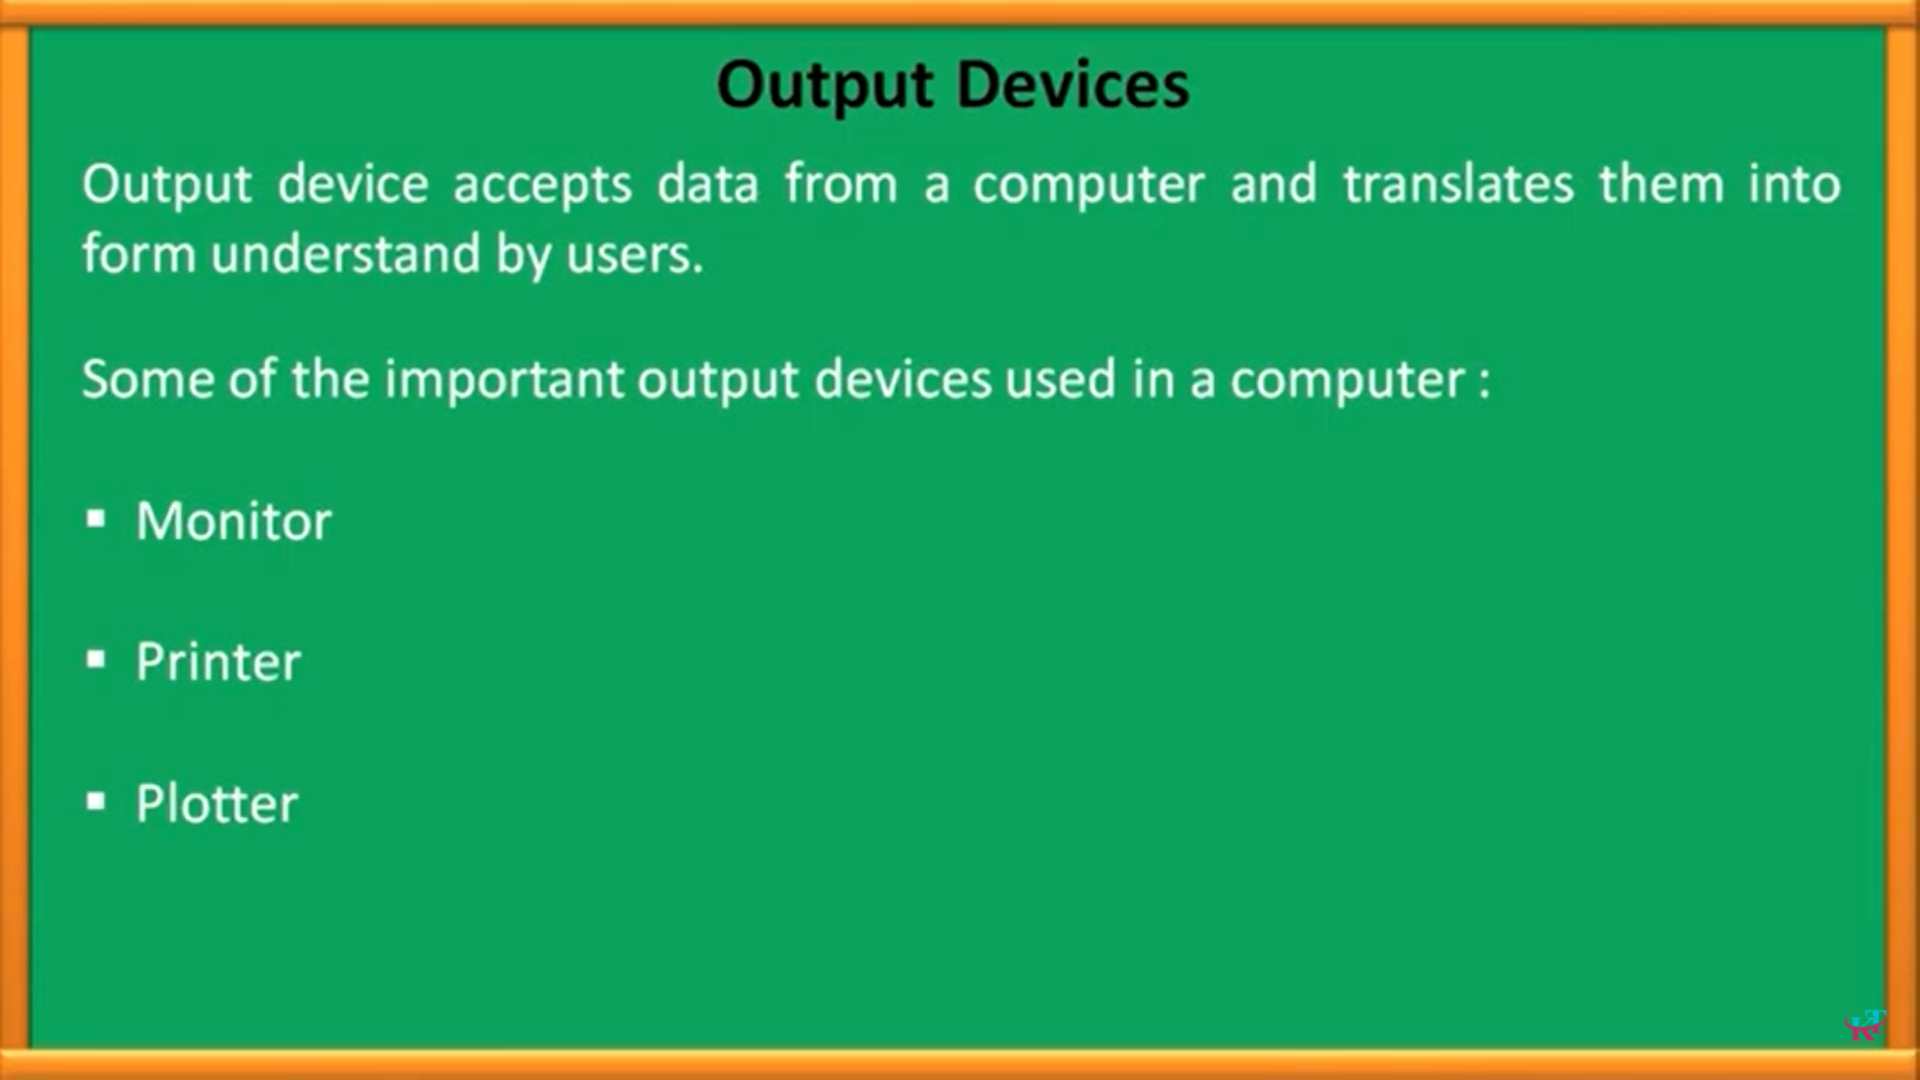 Output Devices
Output device accepts data from a computer and translates them into
form understand by users.
Some of the important output devices used in a computer :
▪ Monitor
▪ Printer
▪ Plotter